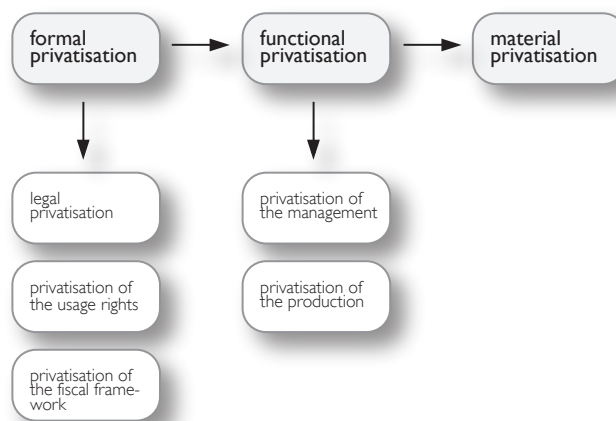 formal
privatisation
functional
privatisation
material
privatisation
legal
privatisation
privatisation of
the usage rights
privatisation of
the fiscal frame-
work
privatisation of
the management
privatisation of
the production